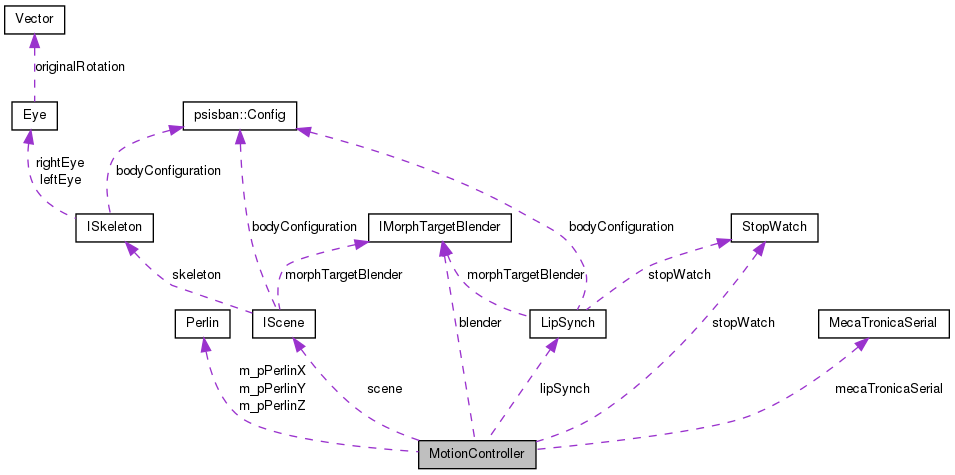 Vector
originalRotation
Eye
psisban::Config
rightEye
leftEye
bodyConfiguration
ISkeleton
bodyConfiguration
IMorphTargetBlender
bodyConfiguration
StopWatch
skeleton
morphTargetBlender
morphTargetBlender
stopWatch
Perlin
IScene
blender
LipSynch
stopWatch
MecaTronicaSerial
m_pPerlinX
m_pPerlinY
m_pPerlinZ
scene
lipSynch
mecaTronicaSerial
MotionController